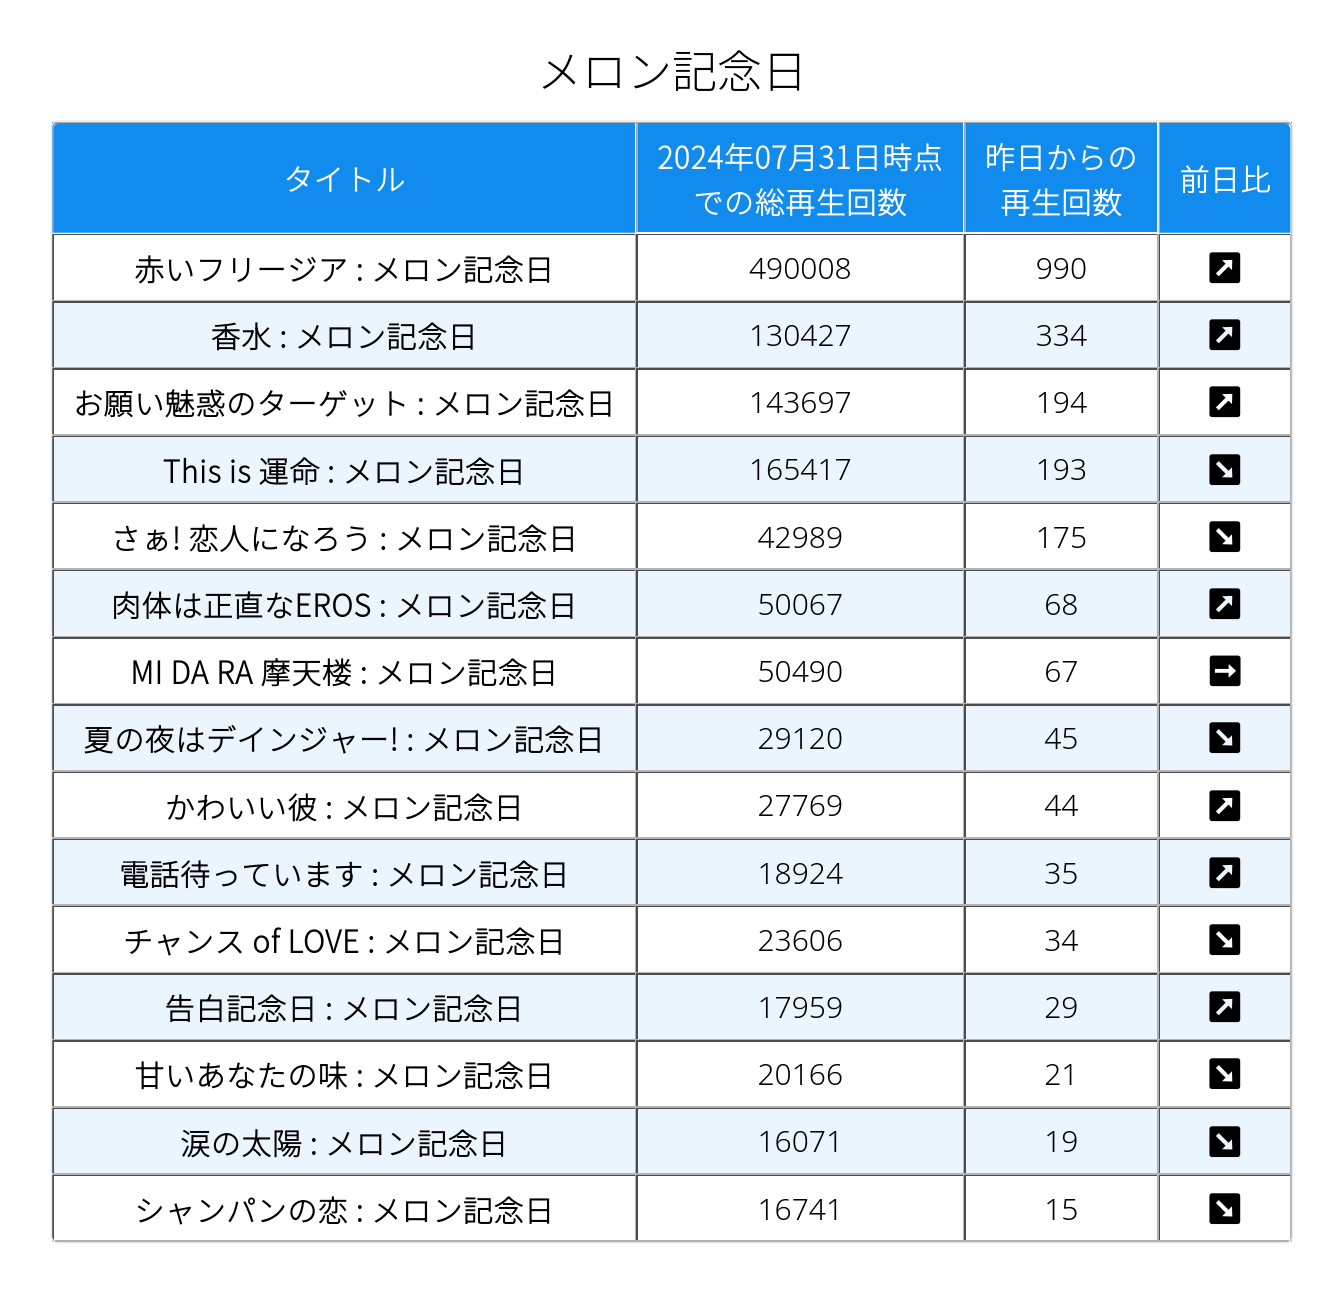 メロン記念日
タイトル
2024年07月31日時点
での総再生回数
昨日からの
再生回数
前日比
赤いフリージア : メロン記念日 490008 990 ↗
香水 : メロン記念日 130427 334 ↗
お願い魅惑のターゲット : メロン記念日 143697 194 ↗
This is 運命 : メロン記念日 165417 193 ↘
さぁ! 恋人になろう : メロン記念日 42989 175 ↘
肉体は正直なEROS : メロン記念日 50067 68 ↗
MI DA RA 摩天楼 : メロン記念日 50490 67 →
夏の夜はデインジャー! : メロン記念日 29120 45 ↘
かわいい彼 : メロン記念日 27769 44 ↗
電話待っています : メロン記念日 18924 35 ↗
チャンス of LOVE : メロン記念日 23606 34 ↘
告白記念日 : メロン記念日 17959 29 ↗
甘いあなたの味 : メロン記念日 20166 21 ↘
涙の太陽 : メロン記念日 16071 19 ↘
シャンパンの恋 : メロン記念日 16741 15 ↘